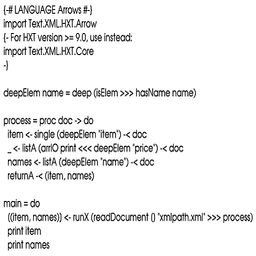 {-# LANGUAGE Arrows #-}
import Text.XML.HXT.Arrow
{- For HXT version >= 9.0, use instead:
import Text.XML.HXT.Core
-}
deepElem name = deep (isElem >>> hasName name)
process = proc doc -> do
item <- single (deepElem "item") -< doc
_ <- listA (arrIO print <<< deepElem "price") -< doc
names <- listA (deepElem "name") -< doc
returnA -< (item, names)
main = do
[(item, names)] <- runX (readDocument [] "xmlpath.xml" >>> process)
print item
print names